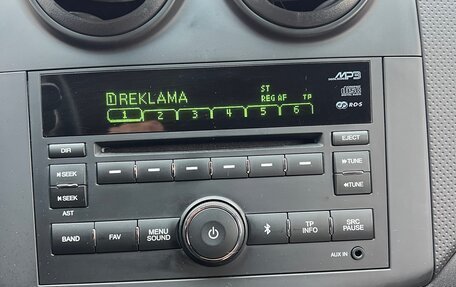 MP3
ST
1 REKLAMA
REG AF TP
1 2 3 4 5 6
RDS
DIR
EJECT
SEEK
TUNE
SEEK
TUNE
AST
BAND FAV MENU SOUND TP INFO SRC PAUSE
AUX IN